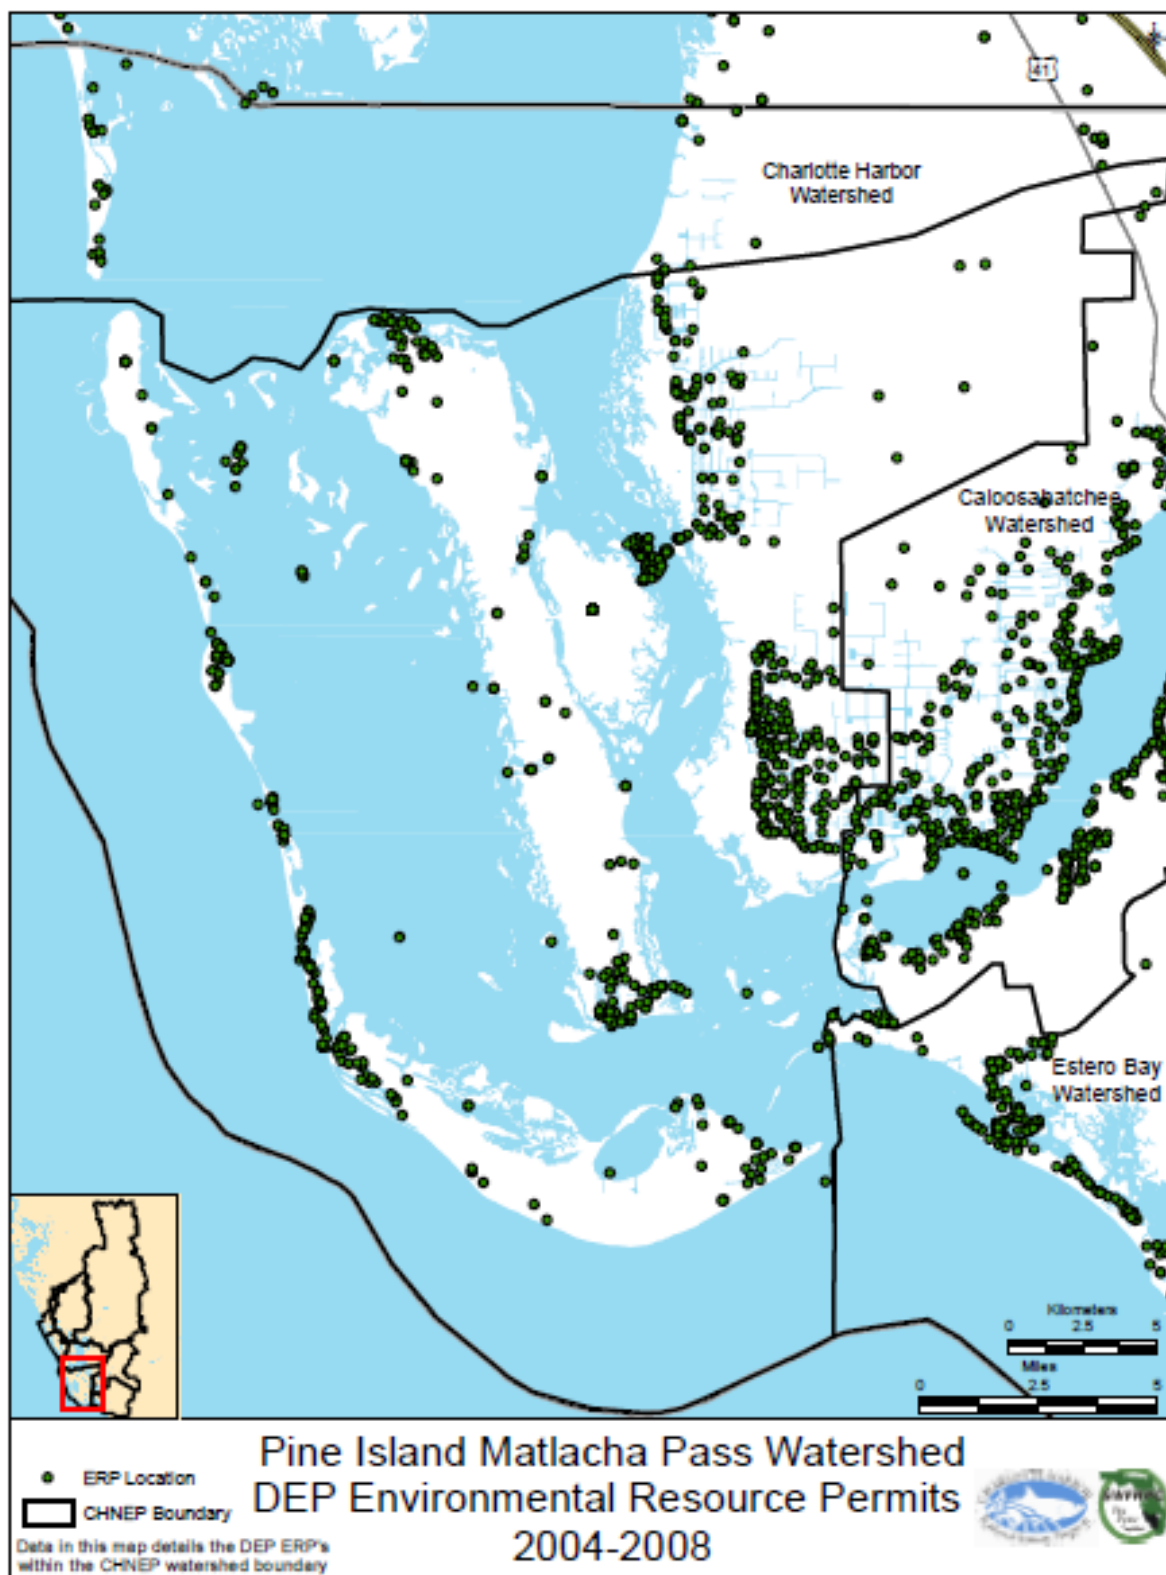 41
Charlotte Harbor
Watershed
Caloosahatchee
Watershed
Estero Bay
Watershed
Kilometers
0 2.5 5
Miles
0 2.5 5
Pine Island Matlacha Pass Watershed
DEP Environmental Resource Permits
2004-2008
ERP Location
CHNEP Boundary
Data in this map details the DEP ERP's
within the CHNEP watershed boundary